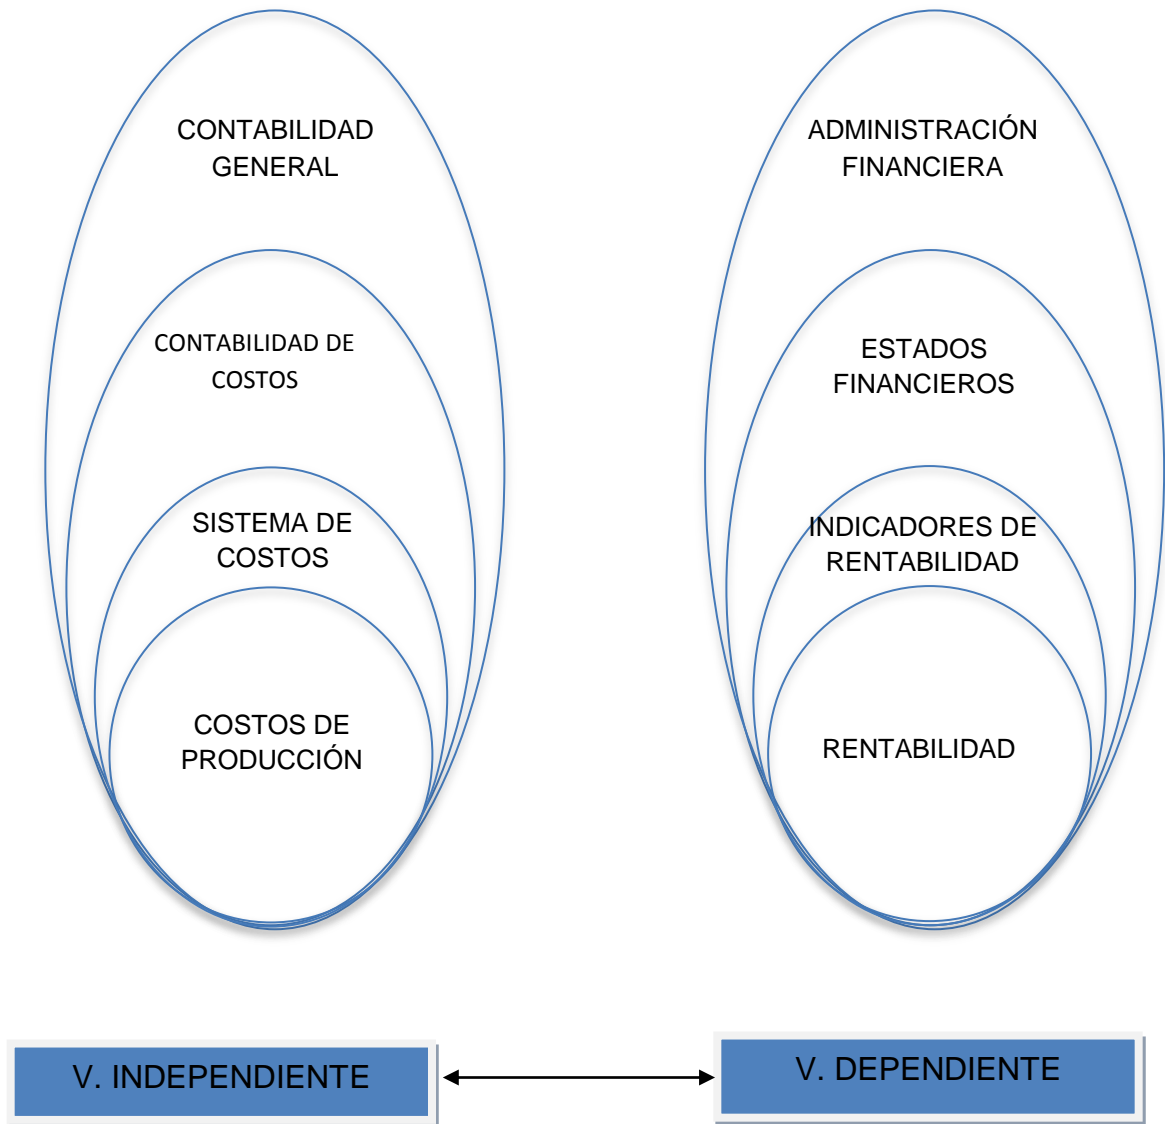 CONTABILIDAD
GENERAL
CONTABILIDAD DE
COSTOS
SISTEMA DE
COSTOS
COSTOS DE
PRODUCCIÓN
ADMINISTRACIÓN
FINANCIERA
ESTADOS
FINANCIEROS
INDICADORES DE
RENTABILIDAD
RENTABILIDAD
V. INDEPENDIENTE
V. DEPENDIENTE